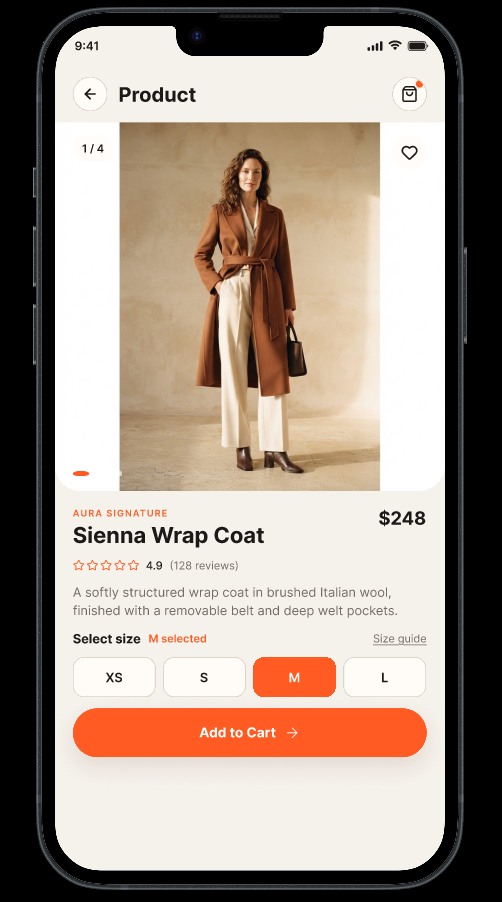 9:41
Product
1 / 4
AURA SIGNATURE
Sienna Wrap Coat
$248
4.9 (128 reviews)
A softly structured wrap coat in brushed Italian wool,
finished with a removable belt and deep welt pockets.
Select size M selected Size guide
XS S M L
Add to Cart